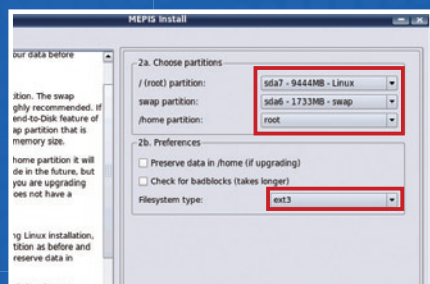 MEPIS Install
our data before
ition. The swap
ghly recommended. If
end-to-Disk feature of
ap partition that is
memory size.
home partition it will
de in the future, but
you are upgrading
oes not have a
ng Linux installation,
tition as before and
reserve data in
2a. Choose partitions
/ (root) partition:
sda7 - 9444MB - Linux
swap partition:
sda6 - 1733MB - swap
/home partition:
root
2b. Preferences
Preserve data in /home (if upgrading)
Check for badblocks (takes longer)
Filesystem type:
ext3